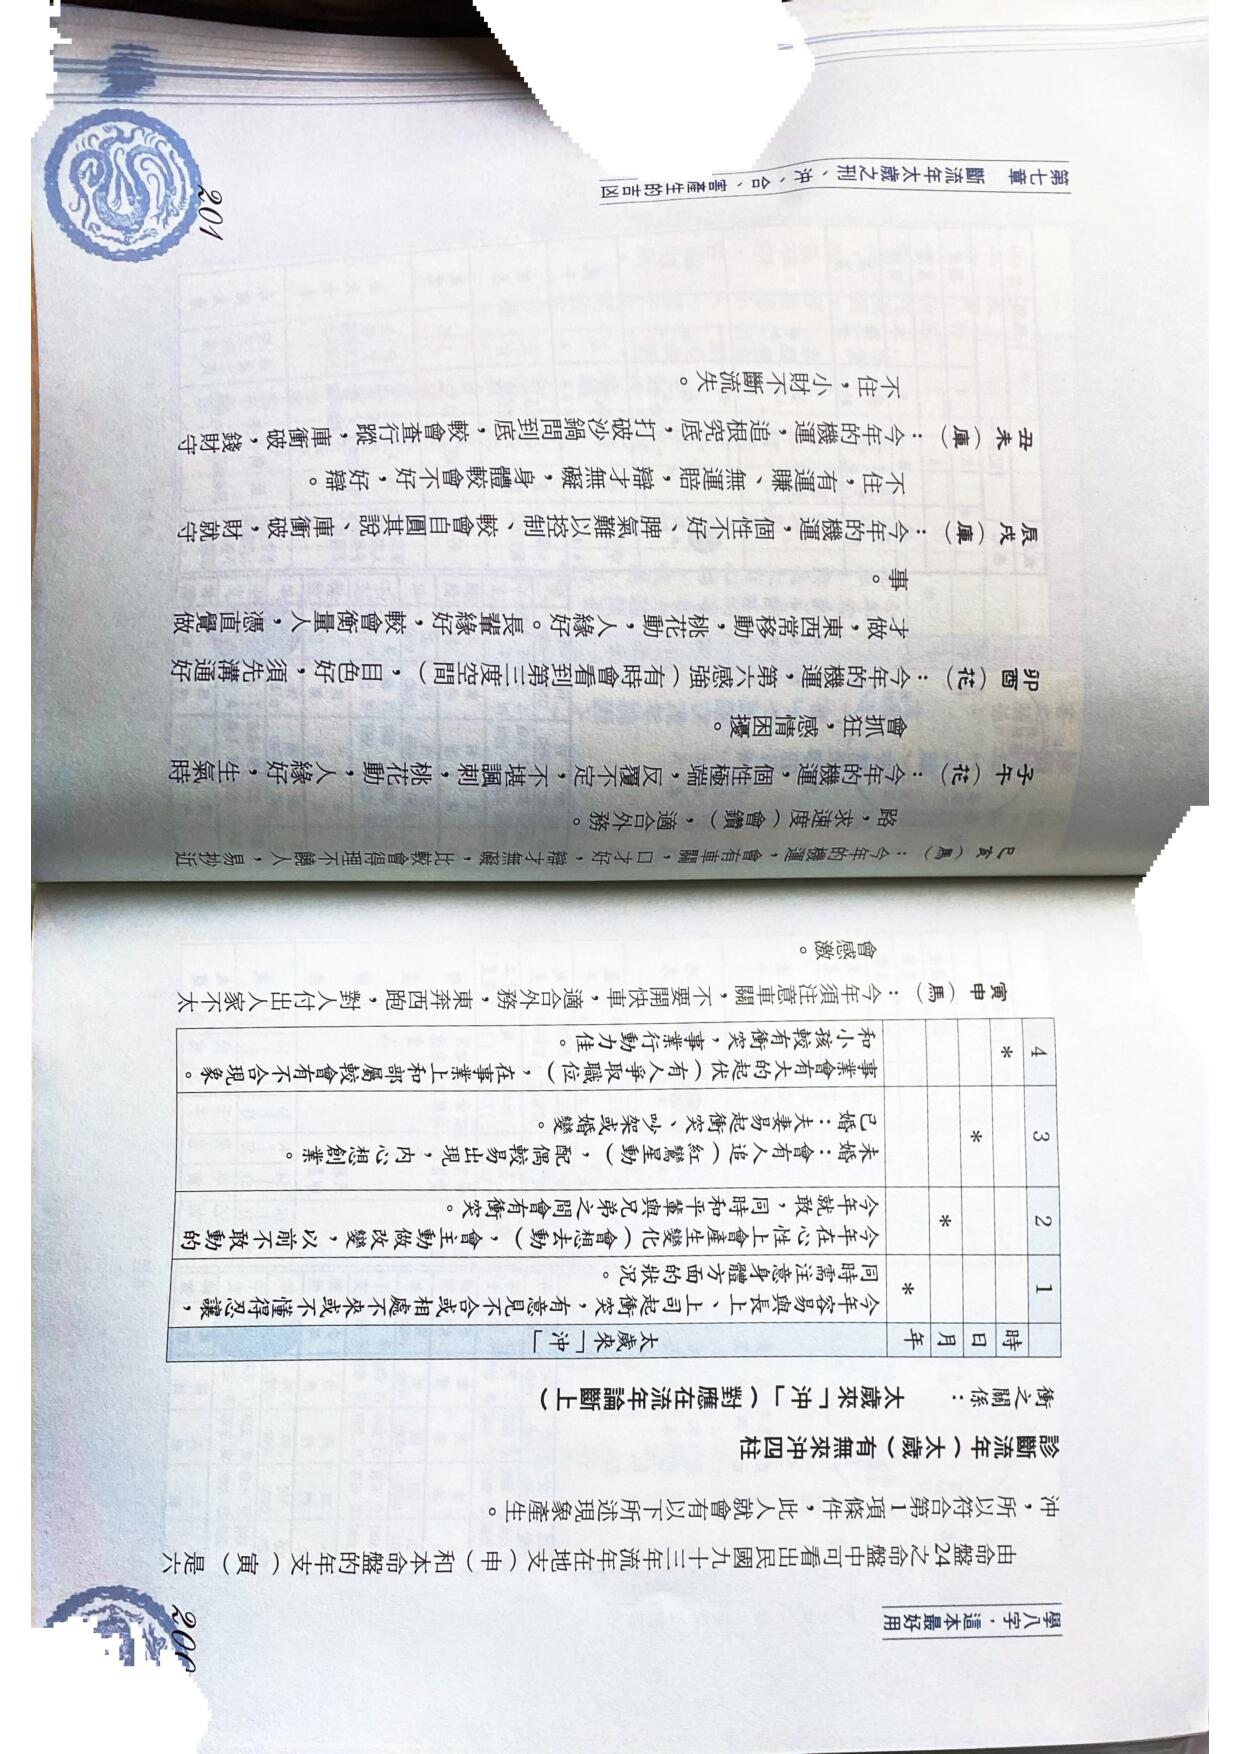 學八字，這本最好用
由命盤24之命盤中可看出民國九十三年流年在地支（申）和本命盤的年支（寅）是六
沖，所以符合第1項條件，此人就會有以下所述現象產生。
診斷流年（太歲）有無來沖四柱
衝之關係： 太歲來「沖」（對應在流年論斷上）
時 日 月 年 太歲來「沖」
1 * 今年容易與長上、上司起衝突，有意見不合或相處不來或不懂得忍讓，
同時需注意身體方面的狀況。
2 * 今年在心性上會產生變化（會想去動），會主動做改變，以前不敢動的
今年就敢，同時和平輩與兄弟之間會有衝突。
3 * 未婚：會有人追（紅鸞星動），配偶較易出現，內心想創業。
已婚：夫妻易起衝突、吵架或婚變。
4 * 事業會有大的起伏（有人爭取職位），在事業上和部屬較會有不合現象。
和小孩較有衝突，事業行動力佳。
寅申（馬）：今年須注意車關，不要開快車，適合外務，東奔西跑，對人付出人家不太
會感激。
巳亥（馬）：今年的機運，會有車關，口才好，辯才無礙，比較會得理不饒人，易抄近
路，求速度（會鑽），適合外務。
子午（花）：今年的機運，個性極端，反覆不定，不堪諷刺，桃花動，人緣好，生氣時
會抓狂，感情困擾。
卯酉（花）：今年的機運，第六感強（有時會看到第三度空間），目色好，須先溝通好
才做，東西常移動，桃花動，人緣好。長輩緣好，較會衡量人，憑直覺做
事。
辰戌（庫）：今年的機運，個性不好、脾氣難以控制、較會自圓其說、庫衝破，財就守
不住，有運賺、無運賠，辯才無礙，身體較會不好，好辯。
丑未（庫）：今年的機運，追根究底，打破沙鍋問到底，較會查行蹤，庫衝破，錢財守
不住，小財不斷流失。
第七章 斷流年太歲之刑、沖、合、害產生的吉凶
201